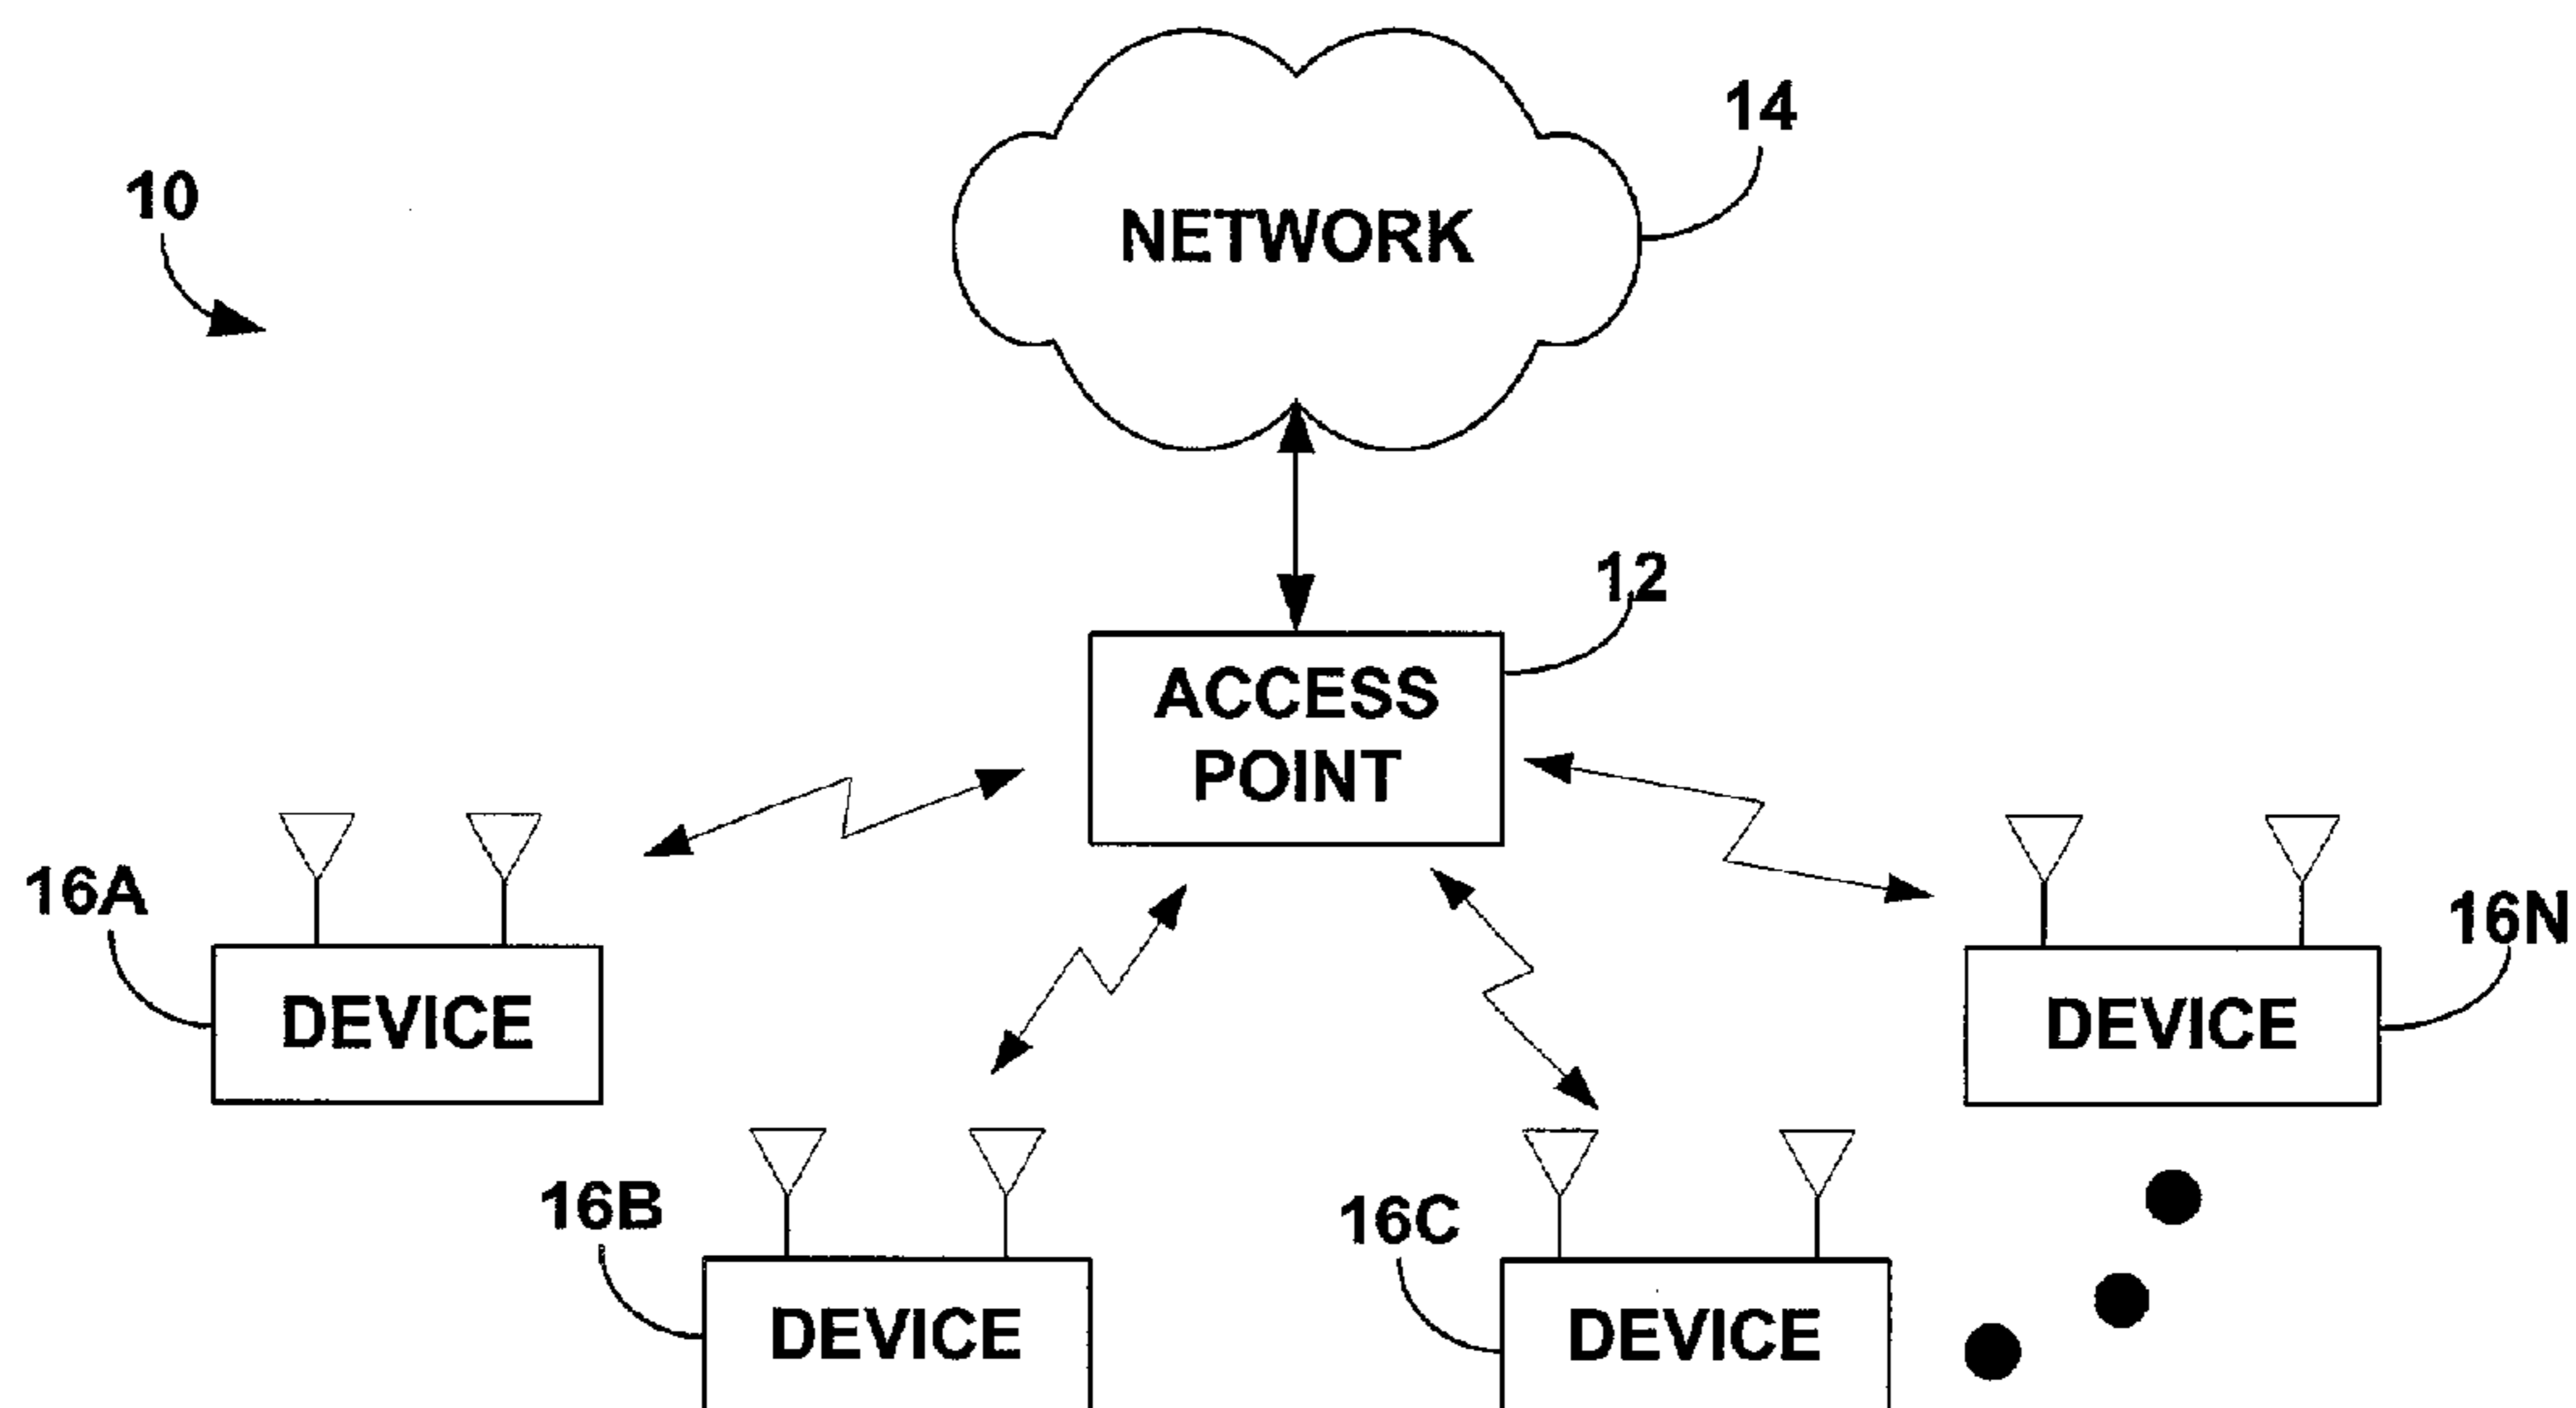 14
10
NETWORK
12
ACCESS
POINT
16A
16N
DEVICE
DEVICE
16B
16C
DEVICE
DEVICE